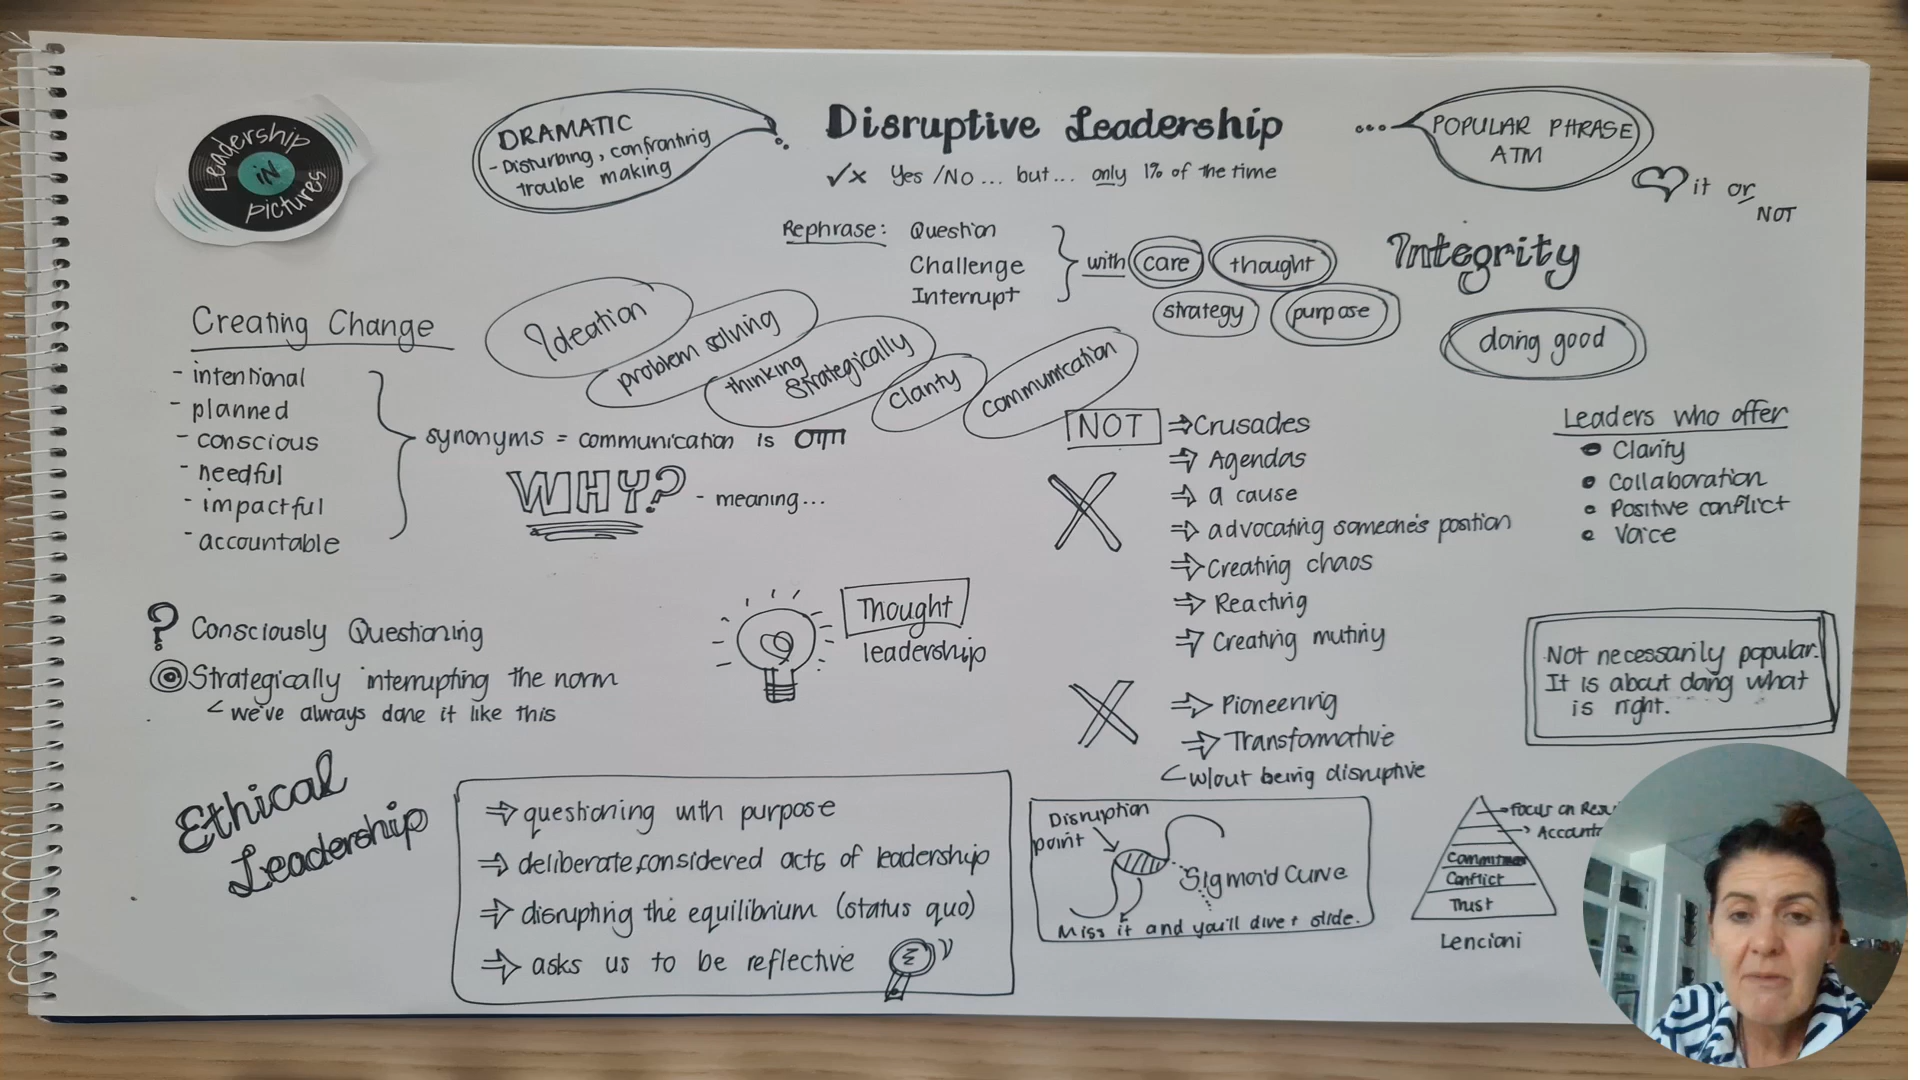 Leadership
iN
pictures
DRAMATIC
- Disturbing, confronting
trouble making
Disruptive Leadership
Yes /No ... but ... only 1% of the time
POPULAR PHRASE
ATM
it or
NOT
Rephrase: Question
Challenge
Interrupt
with care thought
strategy purpose
Integrity
doing good
Creating Change
- intentional
- planned
- conscious
- needful
- impactful
- accountable
Ideation
problem solving
thinking
strategically
clarity
communication
synonyms = communication is
WHY? - meaning...
NOT ⇒ Crusades
⇒ Agendas
⇒ a cause
⇒ advocating someone's position
⇒ Creating chaos
⇒ Reacting
⇒ Creating mutiny
⇒ Pioneering
⇒ Transformative
w/out being disruptive
Leaders who offer
• Clarity
• Collaboration
• Positive conflict
• Voice
Not necessarily popular.
It is about doing what
is right.
? Consciously Questioning
Strategically interrupting the norm
we've always done it like this
Thought
leadership
Ethical
Leadership
⇒ questioning with purpose
⇒ deliberate, considered acts of leadership
⇒ disrupting the equilibrium (status quo)
⇒ asks us to be reflective
Disruption
point
Sigmoid Curve
Miss it and you'll dive + slide.
Focus on
Commitment
Conflict
Trust
Lencioni